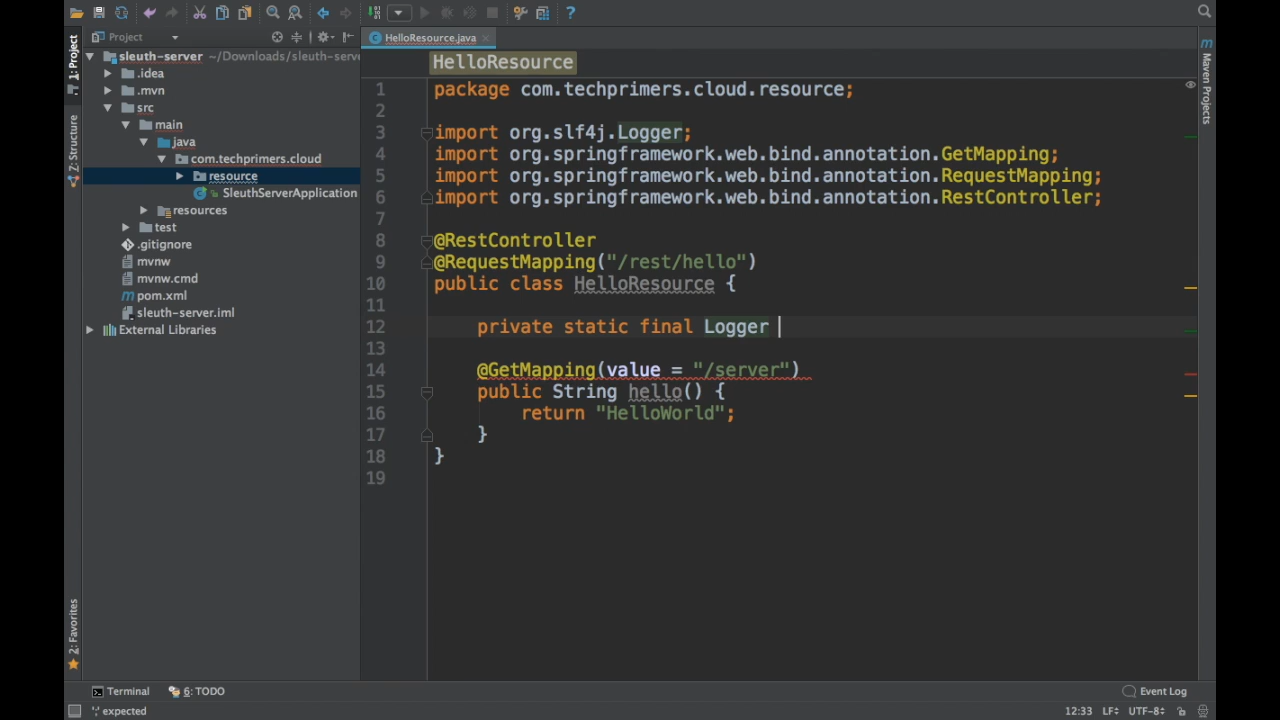 HelloResource.java
1: Project
Project
HelloResource
sleuth-server ~/Downloads/sleuth-serve
.idea
.mvn
src
main
java
com.techprimers.cloud
resource
SleuthServerApplication
resources
test
.gitignore
mvnw
mvnw.cmd
pom.xml
sleuth-server.iml
External Libraries
Z: Structure
2: Favorites
1 package com.techprimers.cloud.resource;
2
3 import org.slf4j.Logger;
4 import org.springframework.web.bind.annotation.GetMapping;
5 import org.springframework.web.bind.annotation.RequestMapping;
6 import org.springframework.web.bind.annotation.RestController;
7
8 @RestController
9 @RequestMapping("/rest/hello")
10 public class HelloResource {
11
12 private static final Logger
13
14 @GetMapping(value = "/server")
15 public String hello() {
16 return "HelloWorld";
17 }
18 }
19
Maven Projects
Terminal
6: TODO
Event Log
';' expected
12:33 LF UTF-8